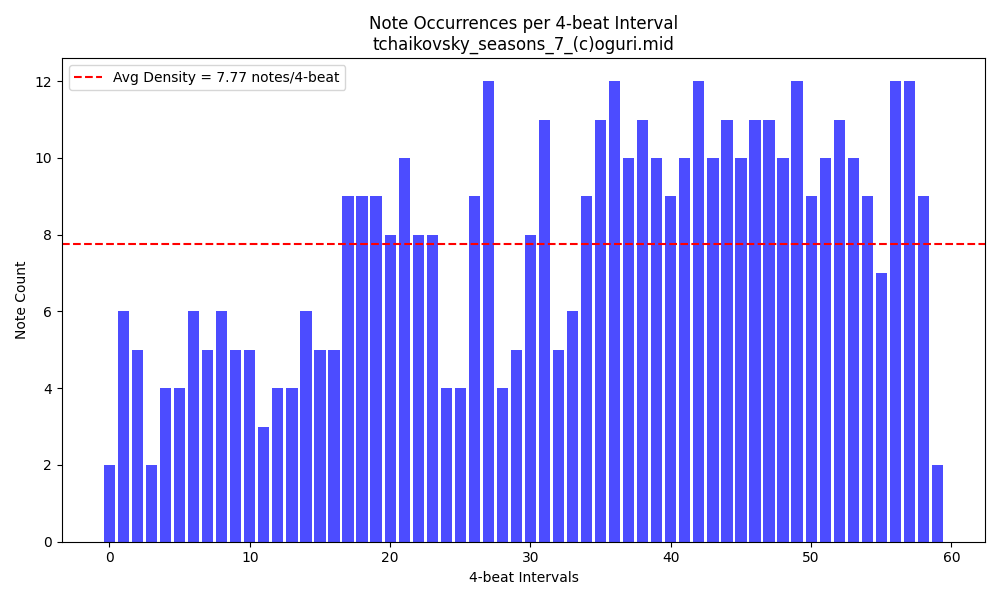 Note Occurrences per 4-beat Interval
tchaikovsky_seasons_7_(c)oguri.mid
Avg Density = 7.77 notes/4-beat
Note Count
12
10
8
6
4
2
0
0 10 20 30 40 50 60
4-beat Intervals